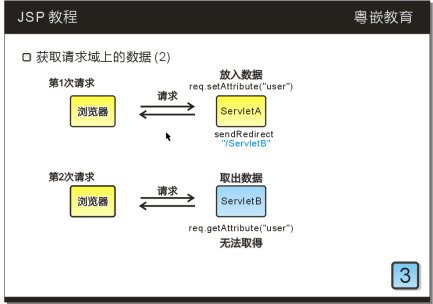 JSP 教程
粤嵌教育
获取请求域上的数据 (2)
第1次请求
放入数据
req.setAttribute("user")
请求
浏览器
ServletA
sendRedirect
"/ServletB"
第2次请求
取出数据
请求
浏览器
ServletB
req.getAttribute("user")
无法取得
3